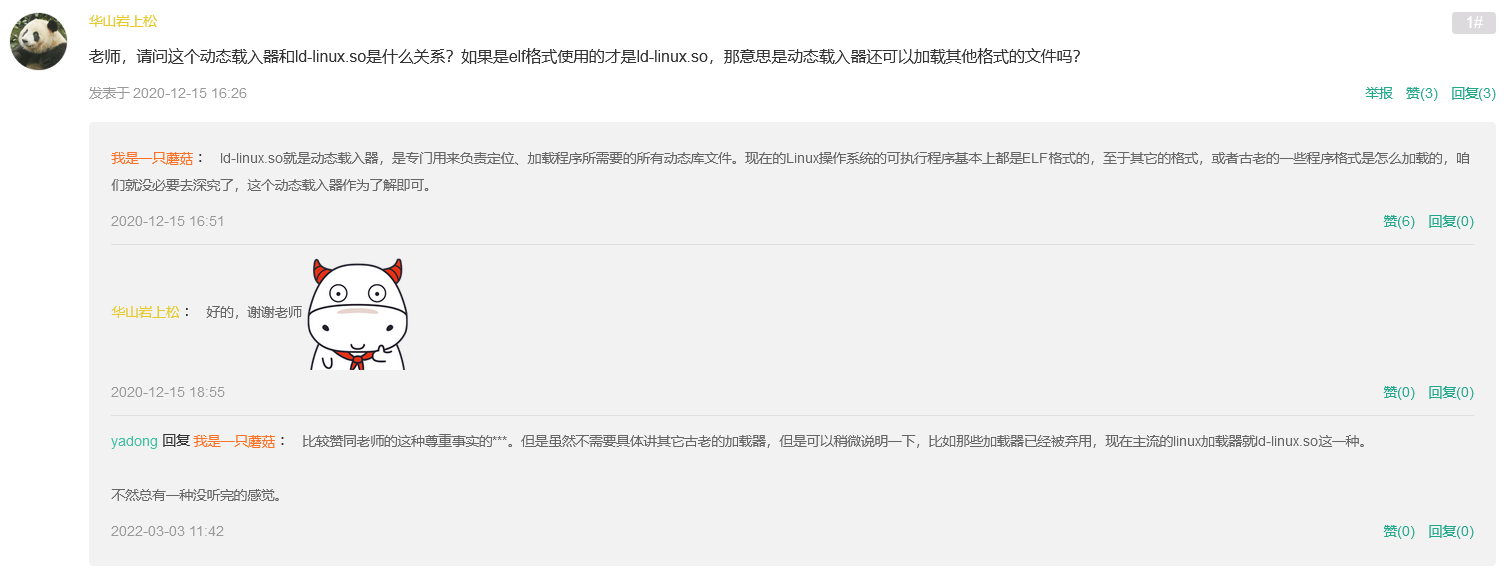 华山岩上松
1#
老师，请问这个动态载入器和ld-linux.so是什么关系？如果是elf格式使用的才是ld-linux.so，那意思是动态载入器还可以加载其他格式的文件吗？
发表于 2020-12-15 16:26
举报 赞(3) 回复(3)
我是一只蘑菇： ld-linux.so就是动态载入器，是专门用来负责定位、加载程序所需要的所有动态库文件。现在的Linux操作系统的可执行程序基本上都是ELF格式的，至于其它的格式，或者古老的一些程序格式是怎么加载的，咱
们就没必要去深究了，这个动态载入器作为了解即可。
2020-12-15 16:51
赞(6) 回复(0)
华山岩上松： 好的，谢谢老师
2020-12-15 18:55
赞(0) 回复(0)
yadong 回复 我是一只蘑菇： 比较赞同老师的这种尊重事实的***。但是虽然不需要具体讲其它古老的加载器，但是可以稍微说明一下，比如那些加载器已经被弃用，现在主流的linux加载器就ld-linux.so这一种。
不然总有一种没听完的感觉。
2022-03-03 11:42
赞(0) 回复(0)